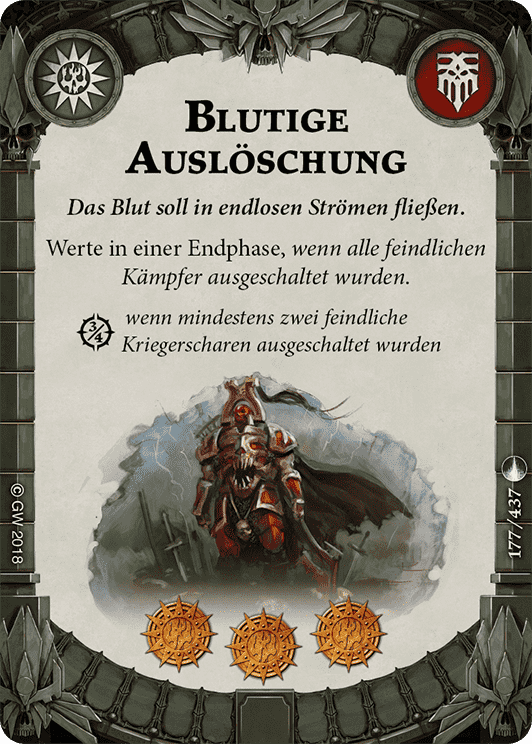 Blutige
Auslöschung
Das Blut soll in endlosen Strömen fließen.
Werte in einer Endphase, wenn alle feindlichen
Kämpfer ausgeschaltet wurden.
3/4 wenn mindestens zwei feindliche
Kriegerscharen ausgeschaltet wurden
© GW 2018
177/437